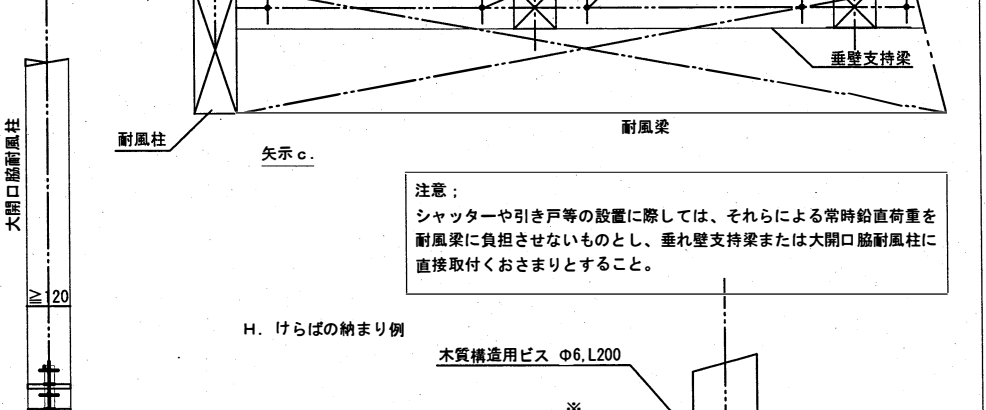 垂壁支持梁
耐風柱
耐風梁
矢示c.
大開口脇耐風柱
注意；
シャッターや引き戸等の設置に際しては、それらによる常時鉛直荷重を
耐風梁に負担させないものとし、垂れ壁支持梁または大開口脇耐風柱に
直接取付くおさまりとすること。
≧120
H．けらばの納まり例
木質構造用ビス Φ6,L200
※